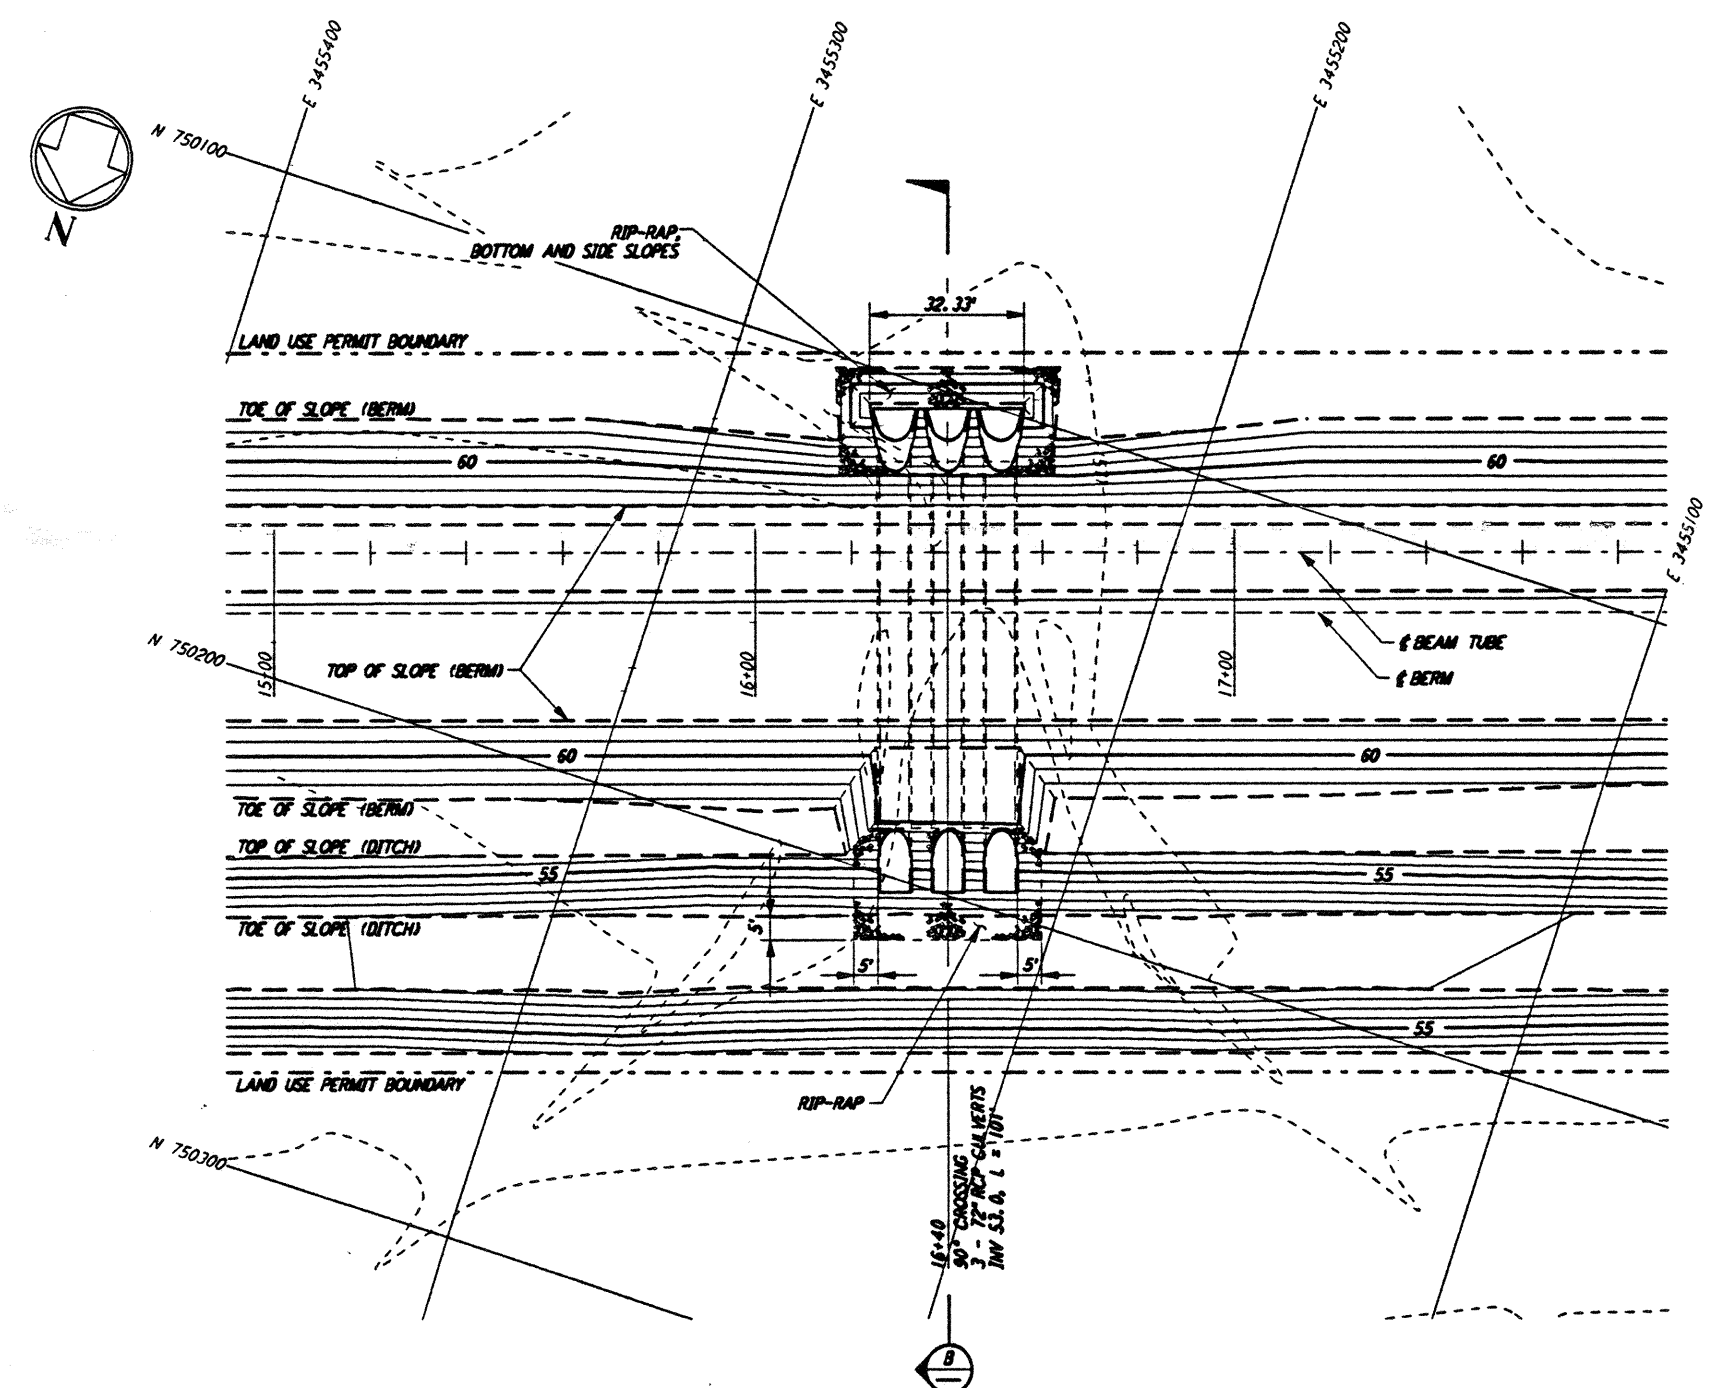 E 3455400
E 3455300
E 3455200
N 750100
N
RIP-RAP,
BOTTOM AND SIDE SLOPES
32.33'
LAND USE PERMIT BOUNDARY
TOE OF SLOPE (BERM)
60
60
E 3455100
N 750200
15+00
16+00
17+00
TOP OF SLOPE (BERM)
℄ BEAM TUBE
℄ BERM
60
60
TOE OF SLOPE (BERM)
TOP OF SLOPE (DITCH)
55
55
TOE OF SLOPE (DITCH)
5'
5'
5'
55
LAND USE PERMIT BOUNDARY
RIP-RAP
N 750300
16+40
90° CROSSING
3 - 72" RCP CULVERTS
INV 53.0, L = 101'
B